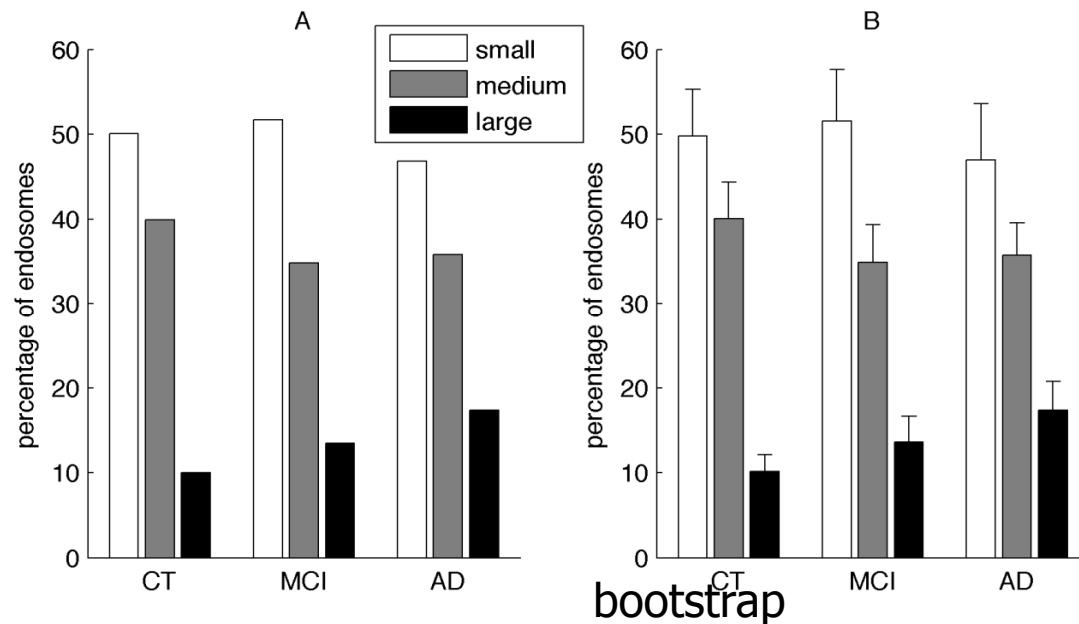 A
B
small
medium
large
percentage of endosomes
60
50
40
30
20
10
0
CT MCI AD
percentage of endosomes
60
50
40
30
20
10
0
CT MCI AD
bootstrap